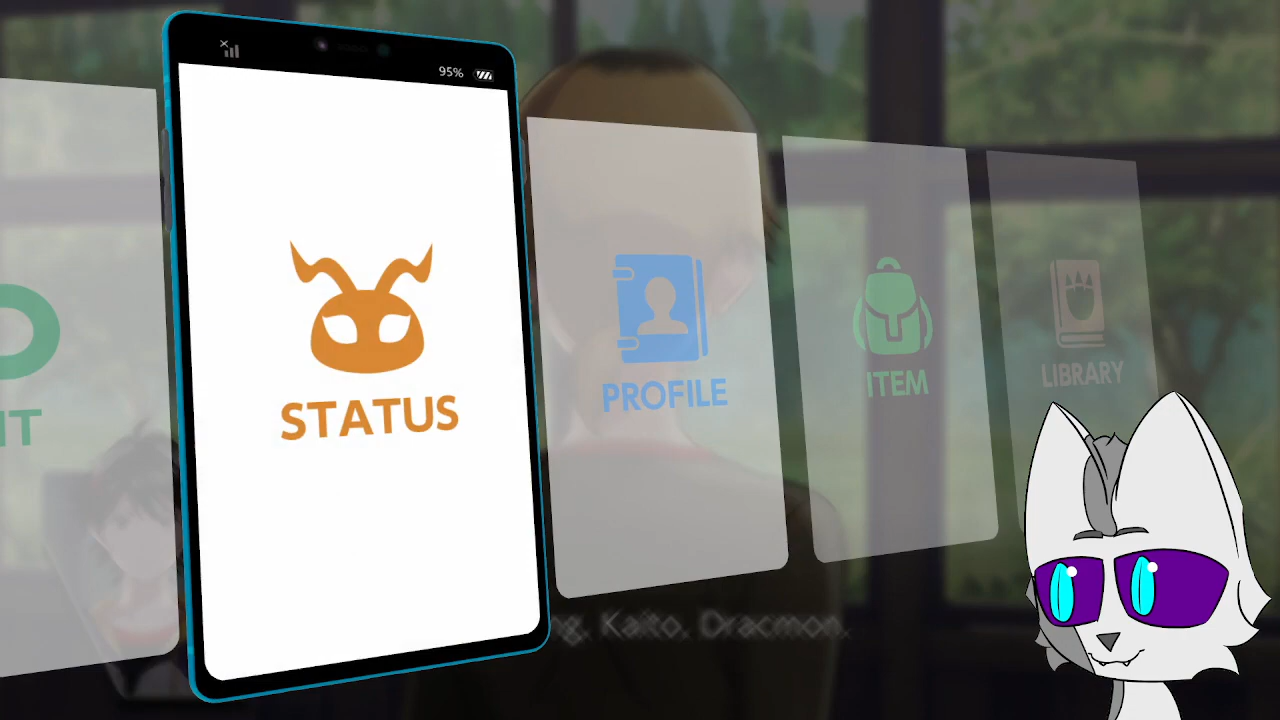 95%
STATUS
PROFILE
ITEM
LIBRARY
Kaito, Dracmon.